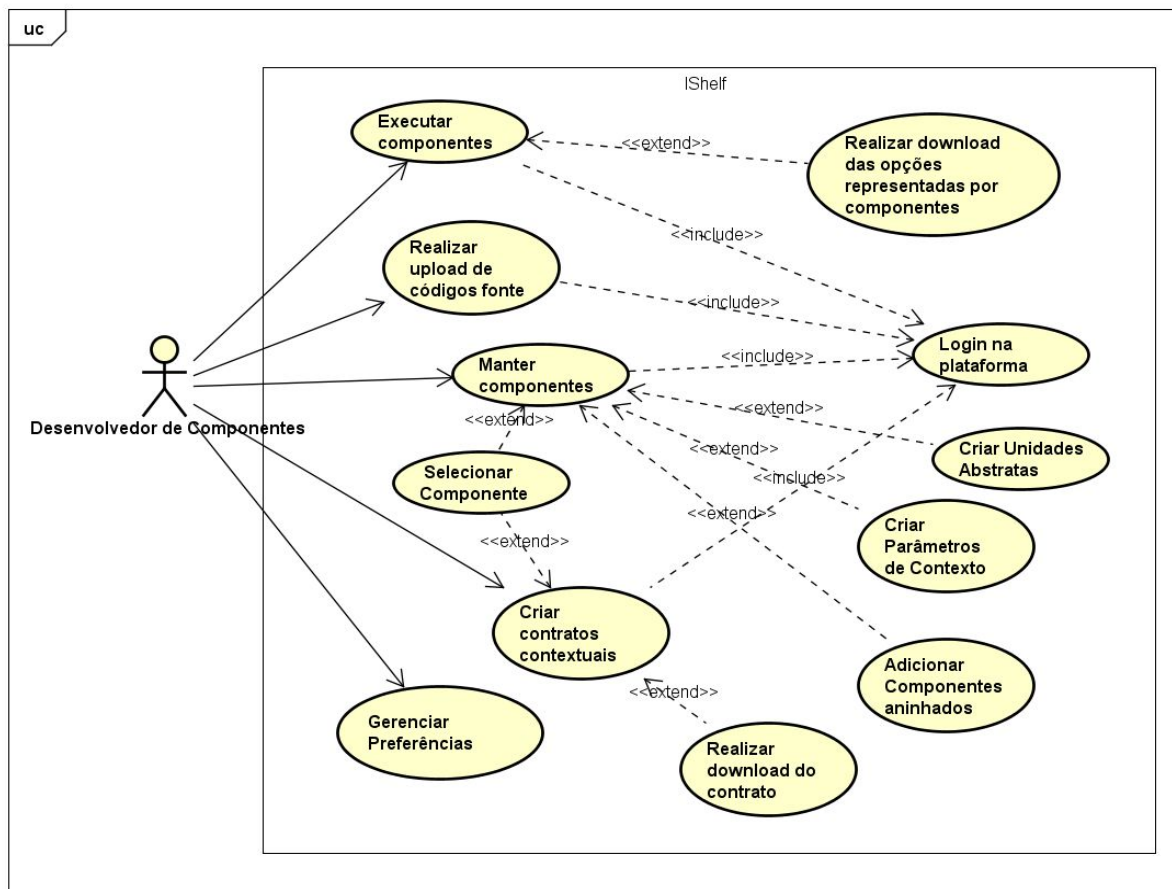 uc
IShelf
Executar
componentes
<<extend>>
Realizar download
das opções
representadas por
componentes
<<include>>
Realizar
upload de
códigos fonte
<<include>>
Login na
plataforma
Manter
componentes
<<include>>
Desenvolvedor de Componentes
<<extend>>
<<extend>>
Criar Unidades
Abstratas
<<extend>>
Selecionar
Componente
<<include>>
<<extend>>
Criar
Parâmetros
de Contexto
<<extend>>
Criar
contratos
contextuais
Adicionar
Componentes
aninhados
<<extend>>
Gerenciar
Preferências
Realizar
download do
contrato